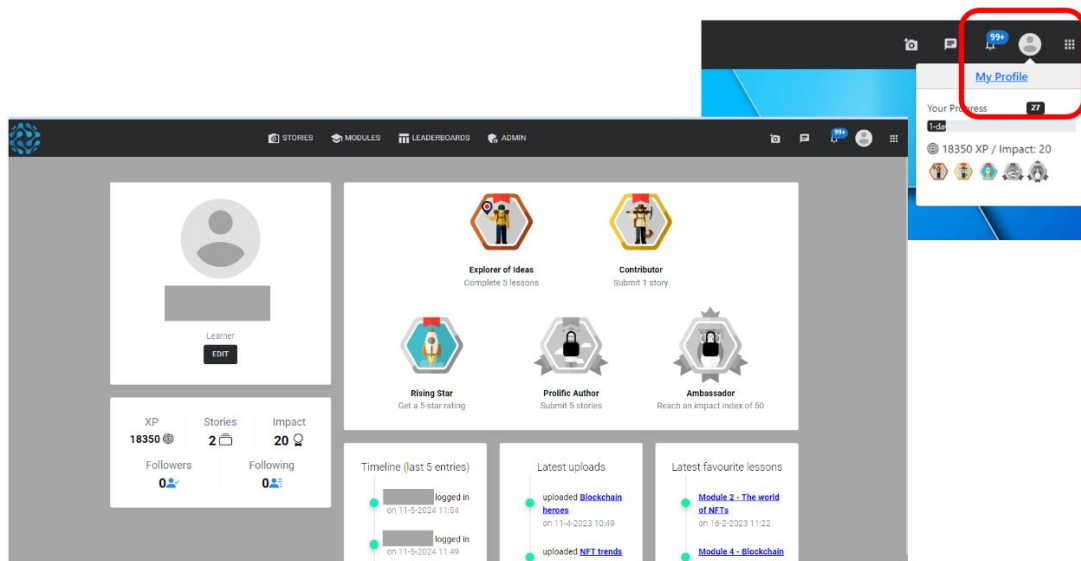 99+
My Profile
Your Progress 27
1-da
18350 XP / Impact: 20
STORIES MODULES LEADERBOARDS ADMIN 99+
Learner
EDIT
XP Stories Impact
18350 2 20
Followers Following
0 0
Explorer of Ideas
Complete 5 lessons
Contributor
Submit 1 story
Rising Star
Get a 5-star rating
Prolific Author
Submit 5 stories
Ambassador
Reach an impact index of 50
Timeline (last 5 entries)
logged in
on 11-5-2024 11:54
logged in
on 11-5-2024 11:49
Latest uploads
uploaded Blockchain
heroes
on 11-4-2023 10:49
uploaded NFT trends
Latest favourite lessons
Module 2 - The world
of NFTs
on 16-2-2023 11:22
Module 4 - Blockchain